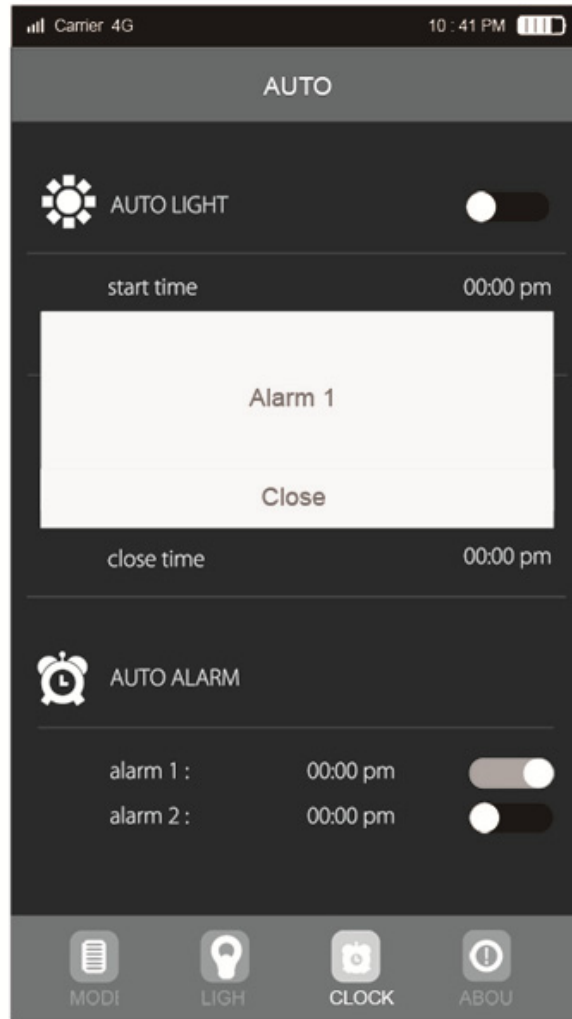 Carrier 4G 10:41 PM
AUTO
AUTO LIGHT
start time 00:00 pm
Alarm 1
Close
close time 00:00 pm
AUTO ALARM
alarm 1 : 00:00 pm
alarm 2 : 00:00 pm
MODE LIGH CLOCK ABOU